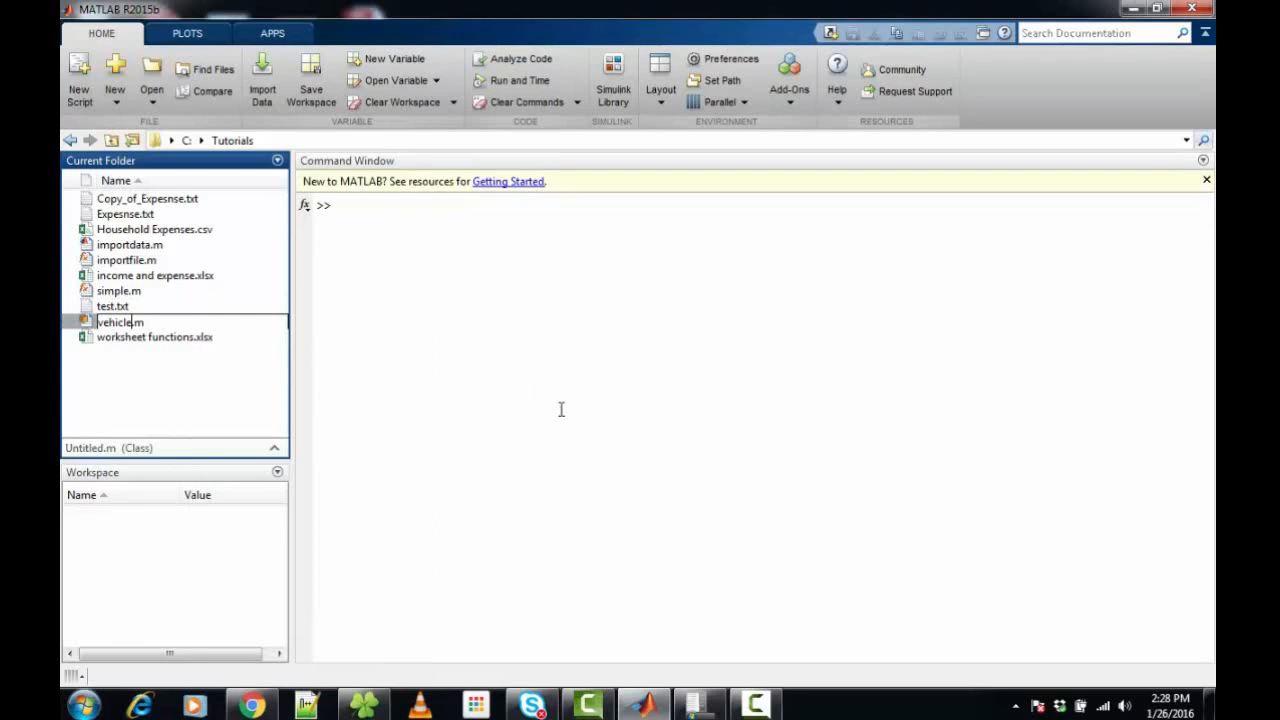 MATLAB R2015b
HOME PLOTS APPS Search Documentation
New Script New Open Find Files Compare Import Data Save Workspace New Variable Open Variable Clear Workspace Analyze Code Run and Time Clear Commands Simulink Library Layout Preferences Set Path Parallel Add-Ons Help Community Request Support
FILE VARIABLE CODE SIMULINK ENVIRONMENT RESOURCES
C: Tutorials
Current Folder
Name
Copy_of_Expesnse.txt
Expesnse.txt
Household Expenses.csv
importdata.m
importfile.m
income and expense.xlsx
simple.m
test.txt
vehicle.m
worksheet functions.xlsx
Untitled.m (Class)
Workspace
Name Value
Command Window
New to MATLAB? See resources for Getting Started.
fx >>
2:28 PM
1/26/2016